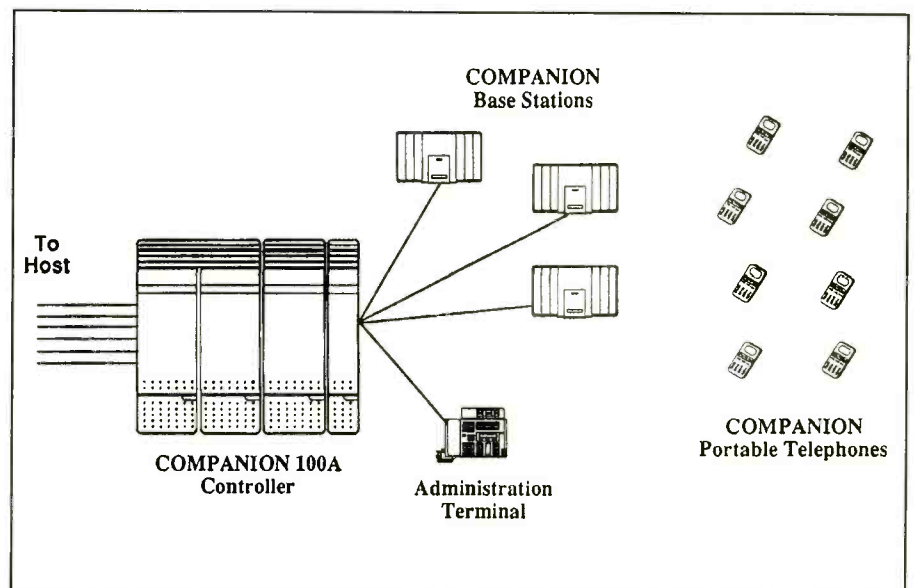 COMPANION
Base Stations
To
Host
COMPANION 100A
Controller
Administration
Terminal
COMPANION
Portable Telephones